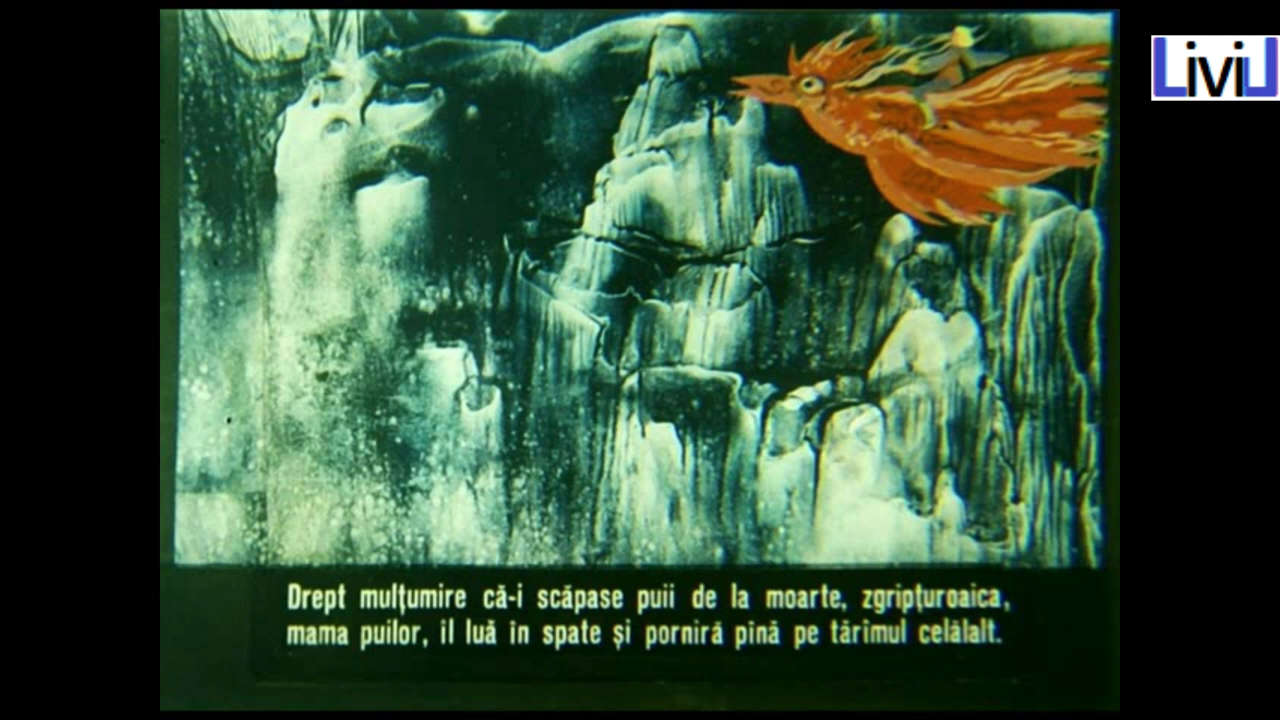 LiviU
Drept mulțumire că-i scăpase puii de la moarte, zgripțuroaica,
mama puilor, îl luă în spate și porniră pînă pe tărîmul celălalt.